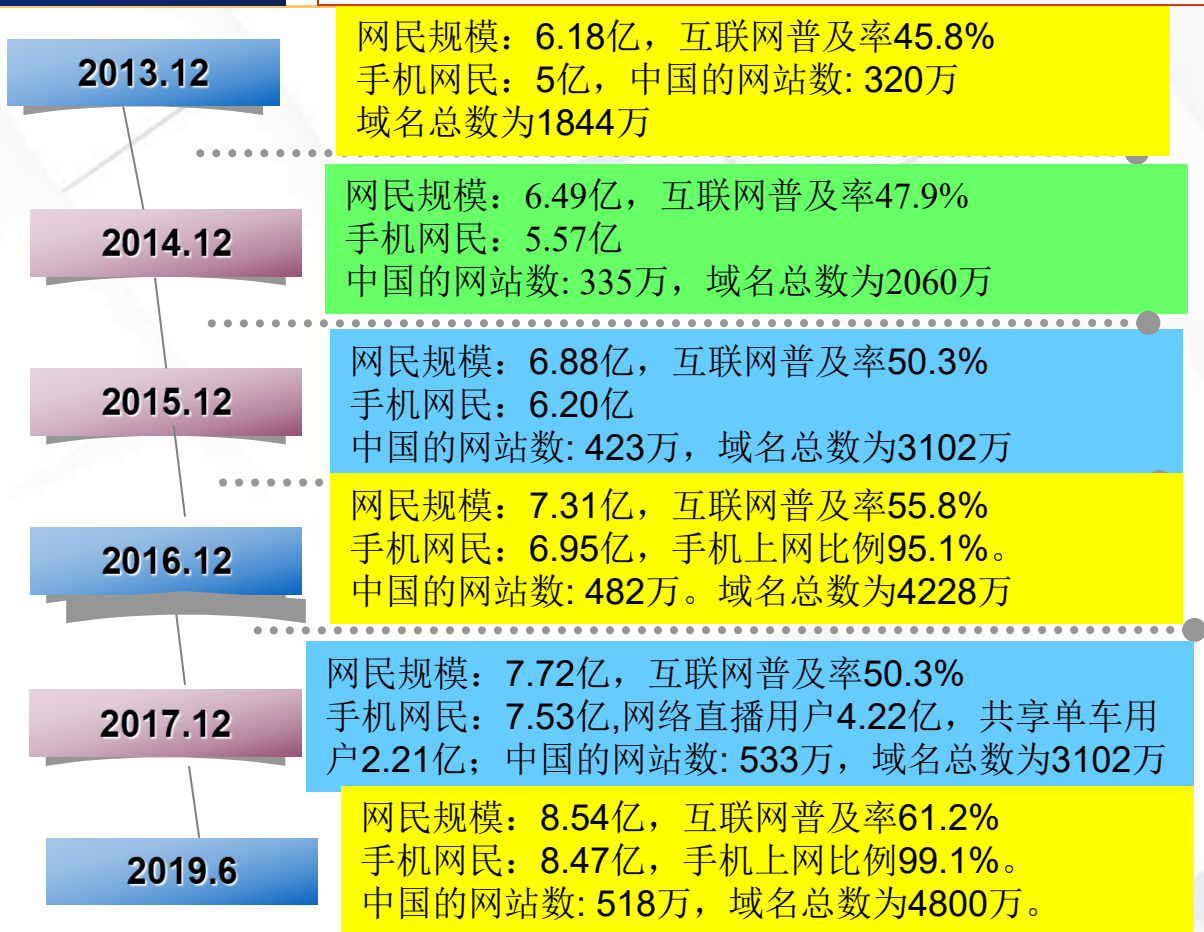 2013.12
网民规模：6.18亿，互联网普及率45.8%
手机网民：5亿，中国的网站数: 320万
域名总数为1844万
2014.12
网民规模：6.49亿，互联网普及率47.9%
手机网民：5.57亿
中国的网站数: 335万，域名总数为2060万
2015.12
网民规模：6.88亿，互联网普及率50.3%
手机网民：6.20亿
中国的网站数: 423万，域名总数为3102万
2016.12
网民规模：7.31亿，互联网普及率55.8%
手机网民：6.95亿，手机上网比例95.1%。
中国的网站数: 482万。域名总数为4228万
2017.12
网民规模：7.72亿，互联网普及率50.3%
手机网民：7.53亿,网络直播用户4.22亿，共享单车用
户2.21亿；中国的网站数: 533万，域名总数为3102万
2019.6
网民规模：8.54亿，互联网普及率61.2%
手机网民：8.47亿，手机上网比例99.1%。
中国的网站数: 518万，域名总数为4800万。